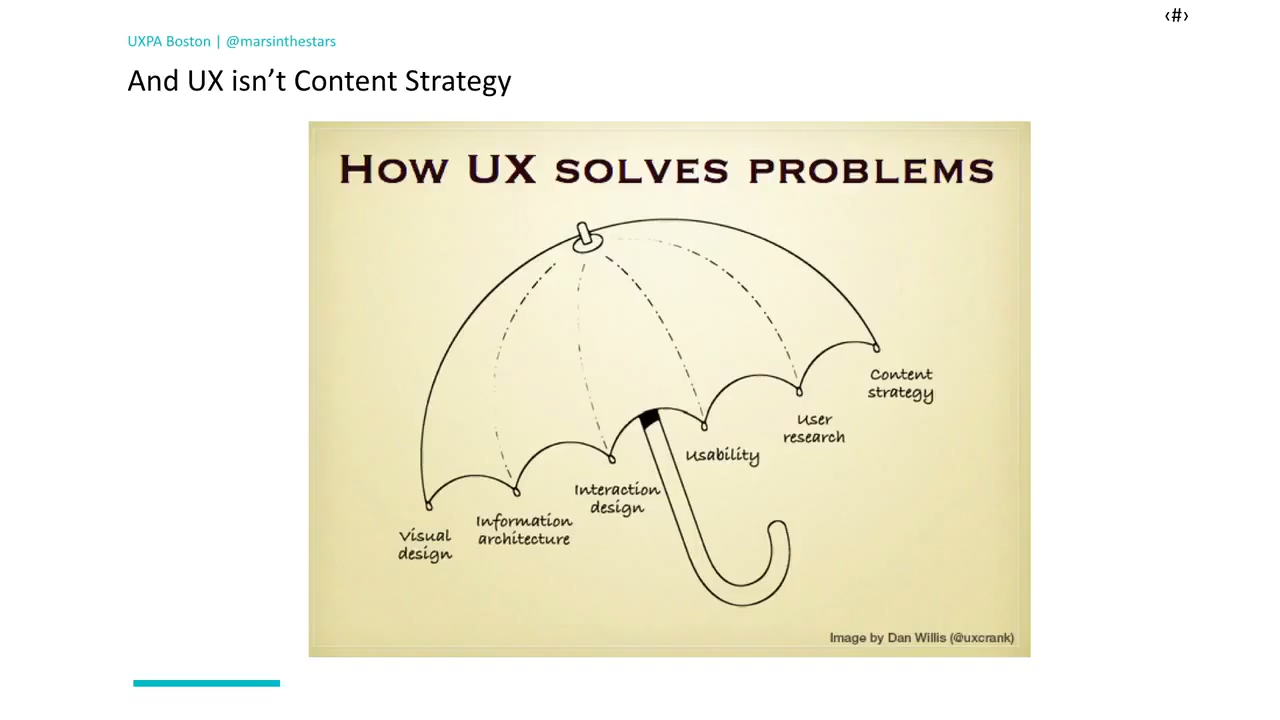 ‹#›
UXPA Boston | @marsinthestars
And UX isn’t Content Strategy
How UX solves problems
Content
strategy
User
research
Usability
Interaction
design
Information
architecture
Visual
design
Image by Dan Willis (@uxcrank)